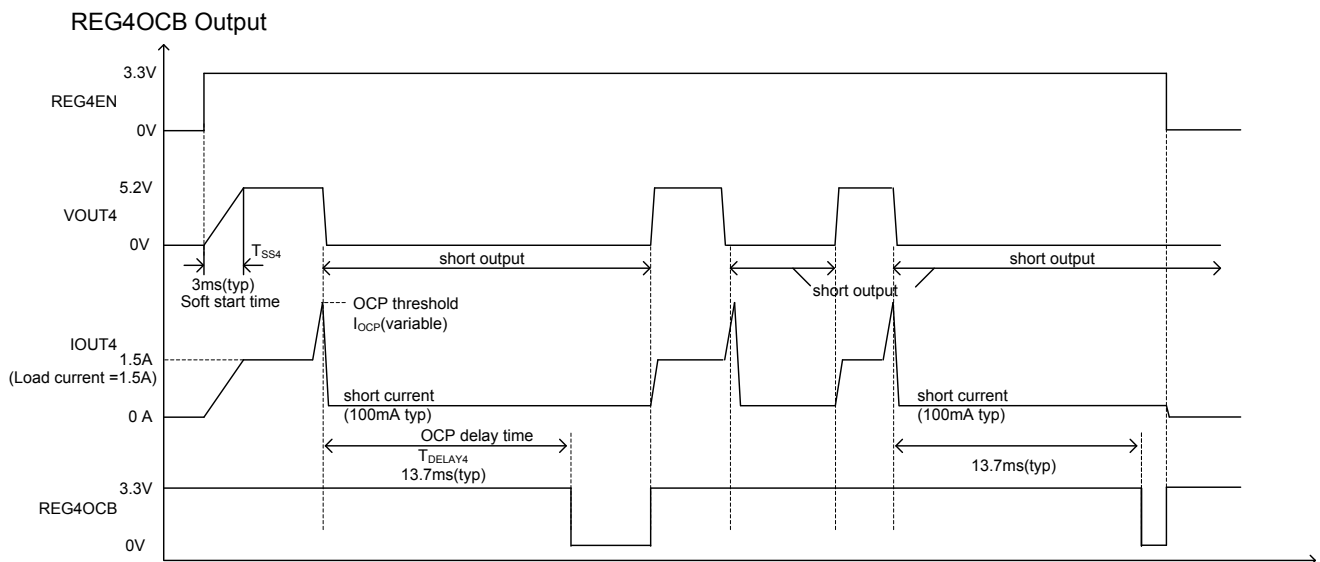 REG4OCB Output
3.3V
REG4EN
0V
5.2V
VOUT4
0V
TSS4
3ms(typ)
Soft start time
short output
short output
short output
OCP threshold
IOCP(variable)
IOUT4
1.5A
(Load current =1.5A)
0 A
short current
(100mA typ)
short current
(100mA typ)
OCP delay time
TDELAY4
13.7ms(typ)
13.7ms(typ)
3.3V
REG4OCB
0V